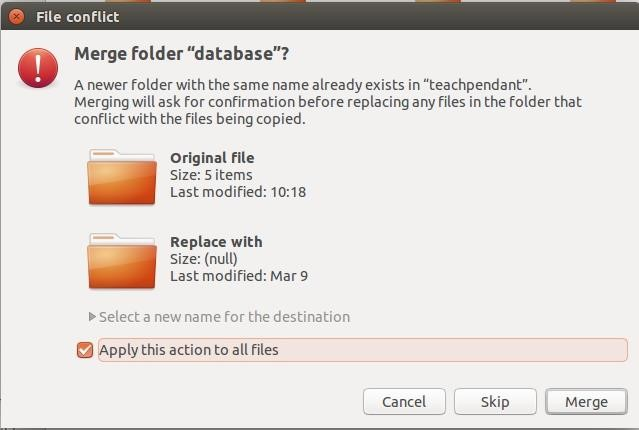 File conflict
Merge folder “database”?
A newer folder with the same name already exists in “teachpendant”.
Merging will ask for confirmation before replacing any files in the folder that
conflict with the files being copied.
Original file
Size: 5 items
Last modified: 10:18
Replace with
Size: (null)
Last modified: Mar 9
Select a new name for the destination
Apply this action to all files
Cancel Skip Merge